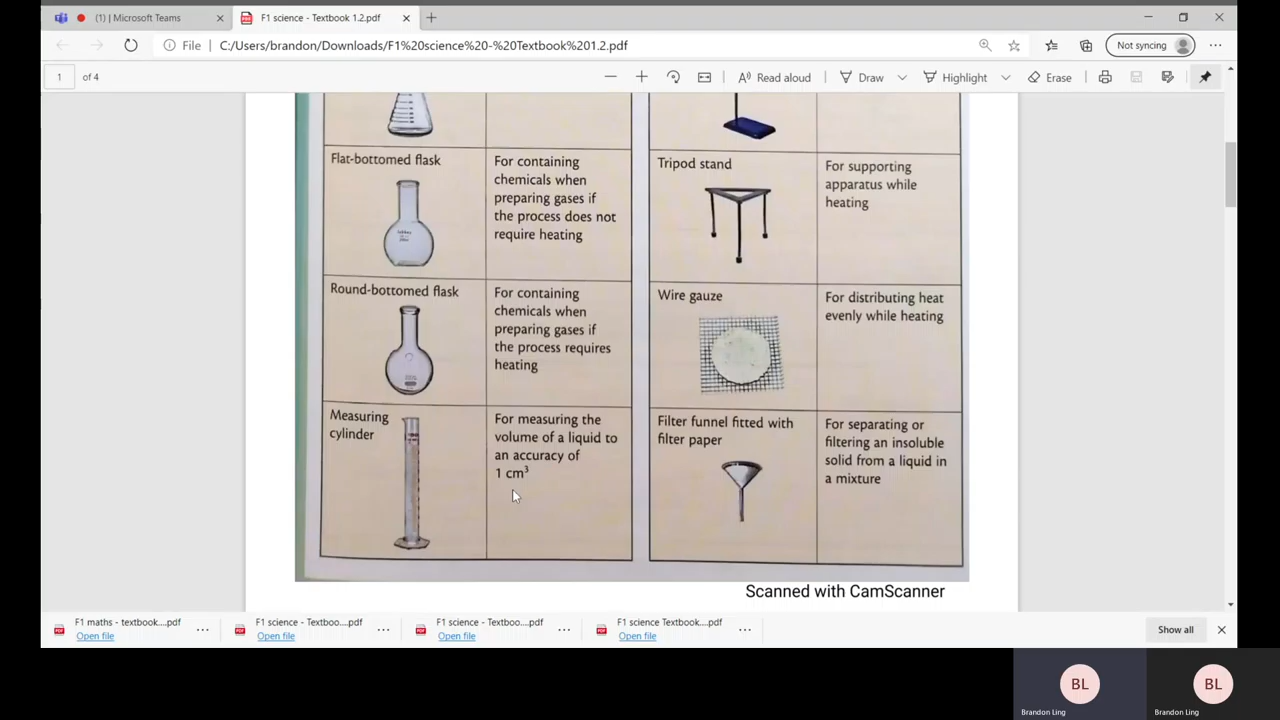 (1) | Microsoft Teams
F1 science - Textbook 1.2.pdf
File
C:/Users/brandon/Downloads/F1%20science%20-%20Textbook%201.2.pdf
Not syncing
1
of 4
Read aloud
Draw
Highlight
Erase
Flat-bottomed flask
For containing
chemicals when
preparing gases if
the process does not
require heating
Tripod stand
For supporting
apparatus while
heating
Round-bottomed flask
For containing
chemicals when
preparing gases if
the process requires
heating
Wire gauze
For distributing heat
evenly while heating
Measuring
cylinder
For measuring the
volume of a liquid to
an accuracy of
1 cm³
Filter funnel fitted with
filter paper
For separating or
filtering an insoluble
solid from a liquid in
a mixture
Scanned with CamScanner
F1 maths - textbook....pdf
Open file
F1 science - Textboo....pdf
Open file
F1 science - Textboo....pdf
Open file
F1 science Textbook....pdf
Open file
Show all
BL
Brandon Ling
BL
Brandon Ling